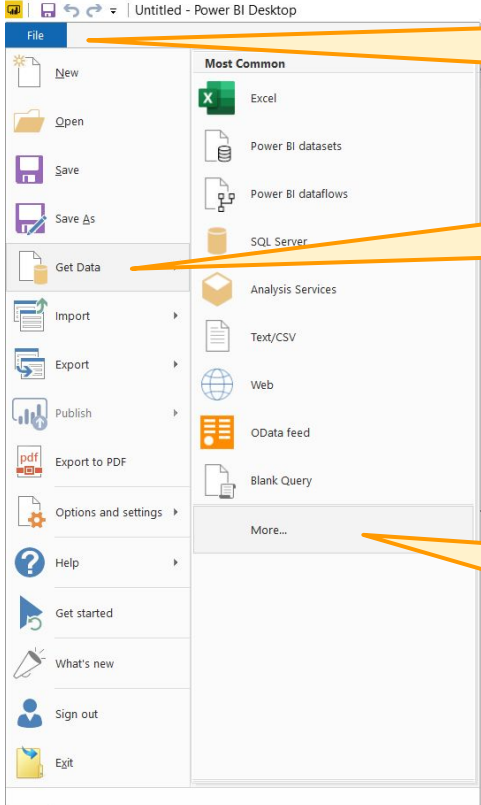 Untitled - Power BI Desktop
File
New
Open
Save
Save As
Get Data
Import
Export
Publish
pdf
Export to PDF
Options and settings
Help
Get started
What's new
Sign out
Exit
Most Common
Excel
Power BI datasets
Power BI dataflows
SQL Server
Analysis Services
Text/CSV
Web
OData feed
Blank Query
More...